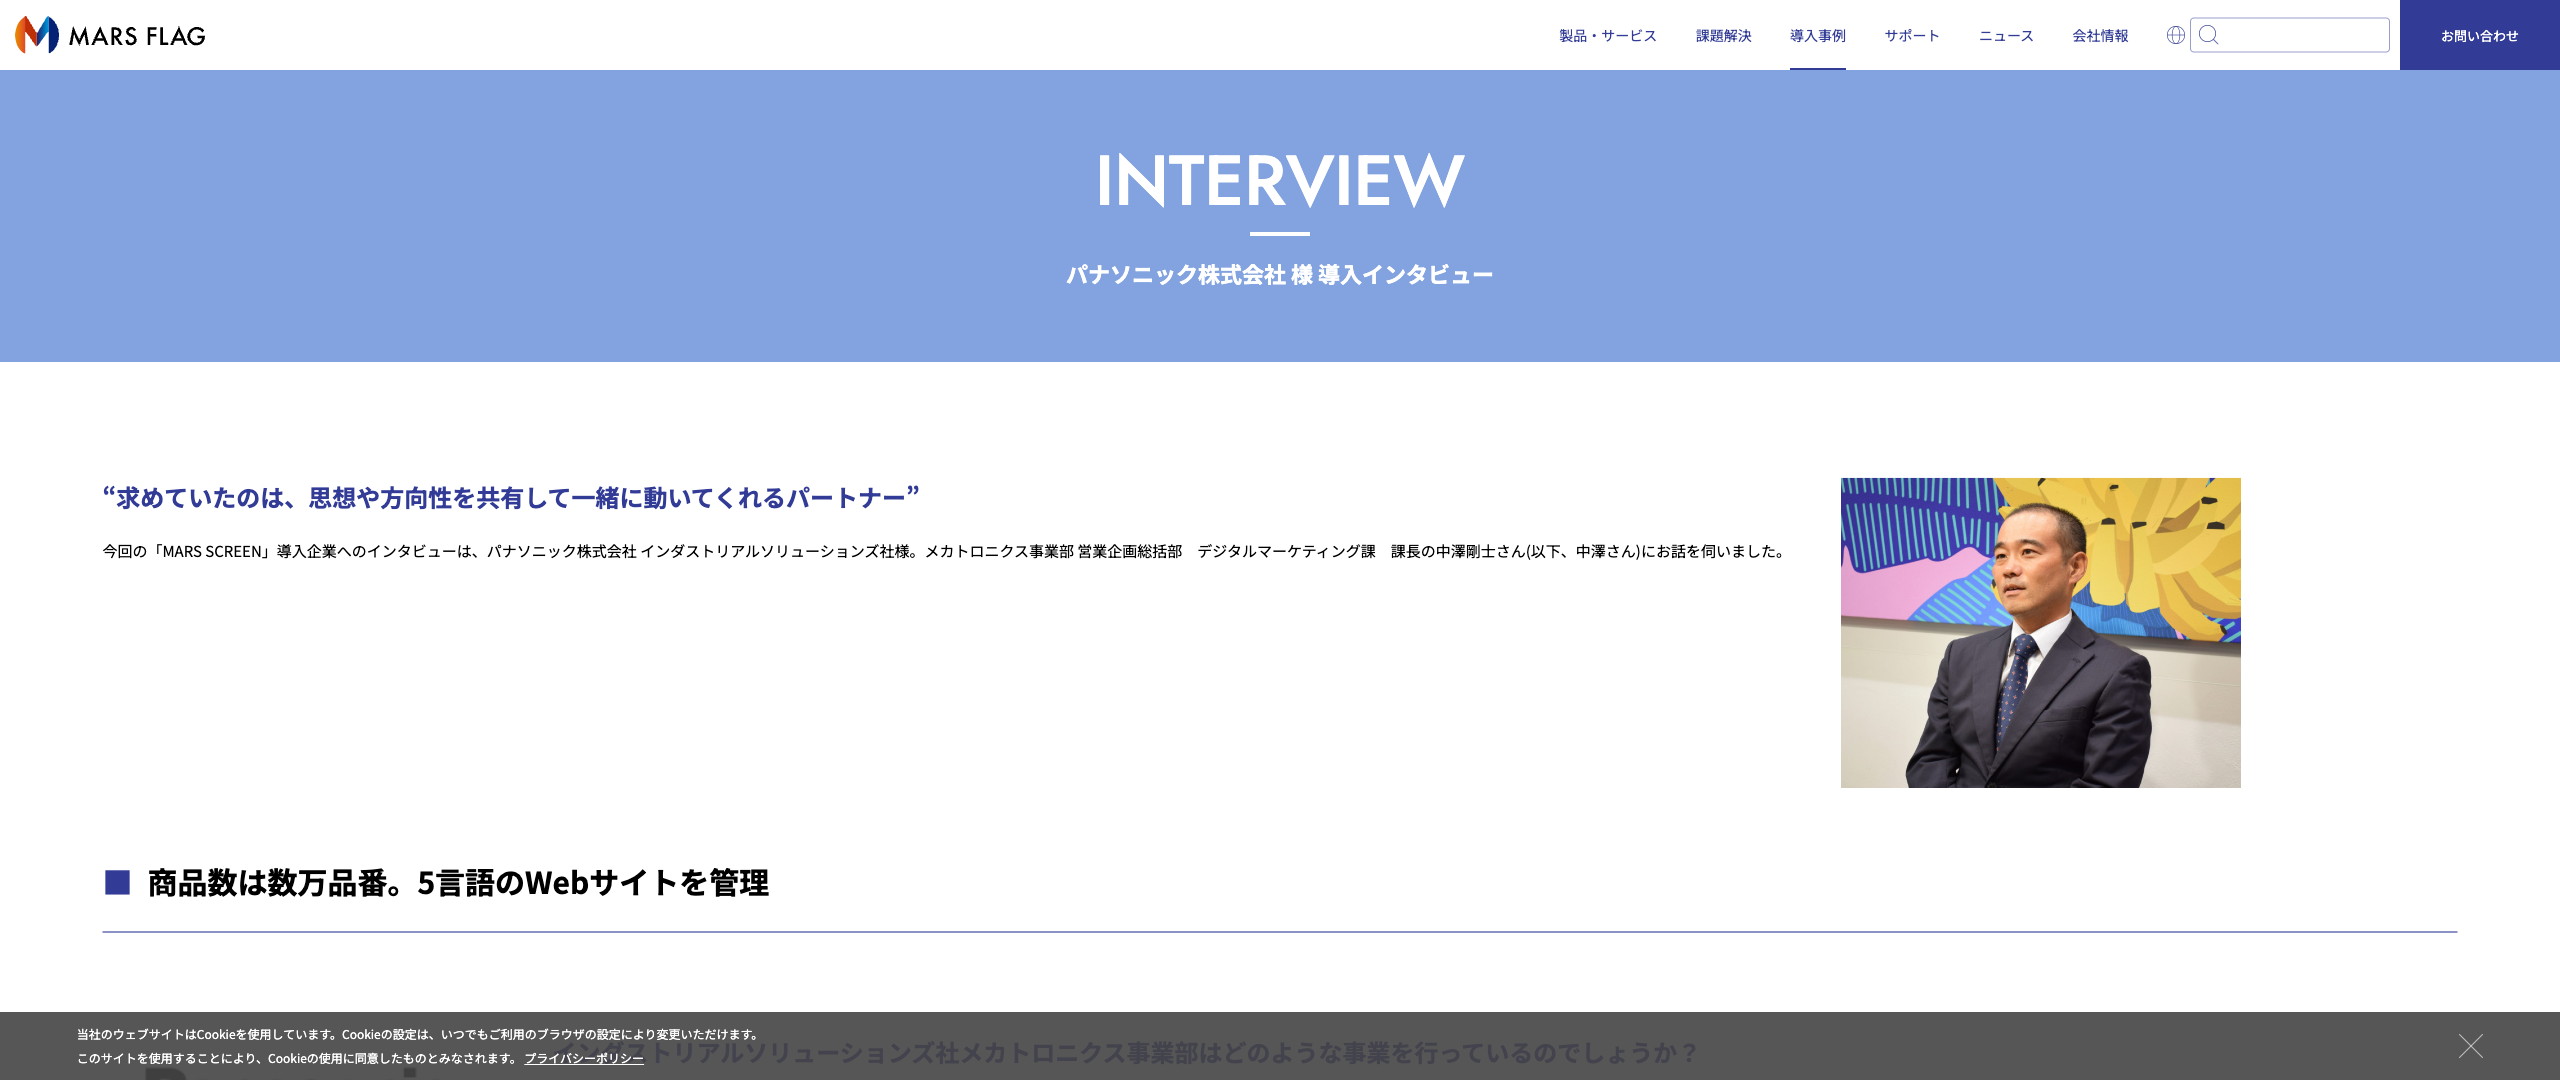 MARS FLAG
製品・サービス 課題解決 導入事例 サポート ニュース 会社情報 お問い合わせ
INTERVIEW
パナソニック株式会社 様 導入インタビュー
“求めていたのは、思想や方向性を共有して一緒に動いてくれるパートナー”
今回の「MARS SCREEN」導入企業へのインタビューは、パナソニック株式会社 インダストリアルソリューションズ社様。メカトロニクス事業部 営業企画総括部　デジタルマーケティング課　課長の中澤剛士さん(以下、中澤さん)にお話を伺いました。
■ 商品数は数万品番。5言語のWebサイトを管理
当社のウェブサイトはCookieを使用しています。Cookieの設定は、いつでもご利用のブラウザの設定により変更いただけます。
このサイトを使用することにより、Cookieの使用に同意したものとみなされます。 プライバシーポリシー
インダストリアルソリューションズ社メカトロニクス事業部はどのような事業を行っているのでしょうか？